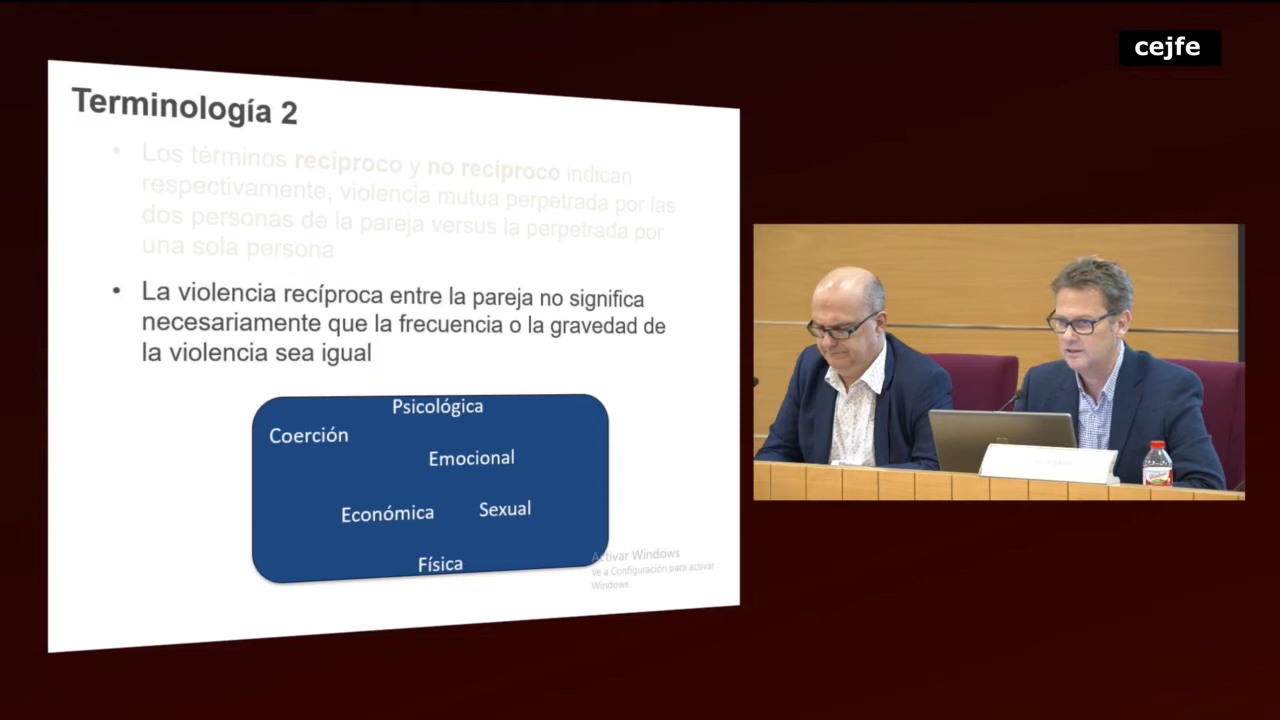 cejfe
Terminología 2
• Los términos recíproco y no recíproco indican
respectivamente, violencia mutua perpetrada por las
dos personas de la pareja versus la perpetrada por
una sola persona
• La violencia recíproca entre la pareja no significa
necesariamente que la frecuencia o la gravedad de
la violencia sea igual
Psicológica
Coerción
Emocional
Económica
Sexual
Física
Activar Windows
Ve a Configuración para activar
Windows.